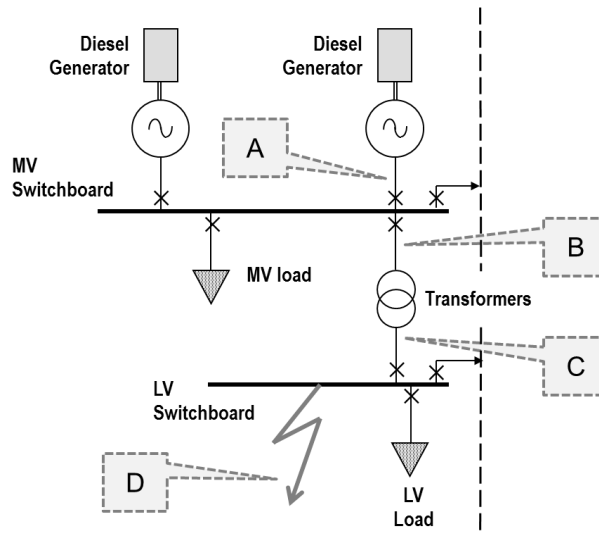 Diesel
Generator
Diesel
Generator
A
MV
Switchboard
B
MV load
Transformers
C
LV
Switchboard
D
LV
Load